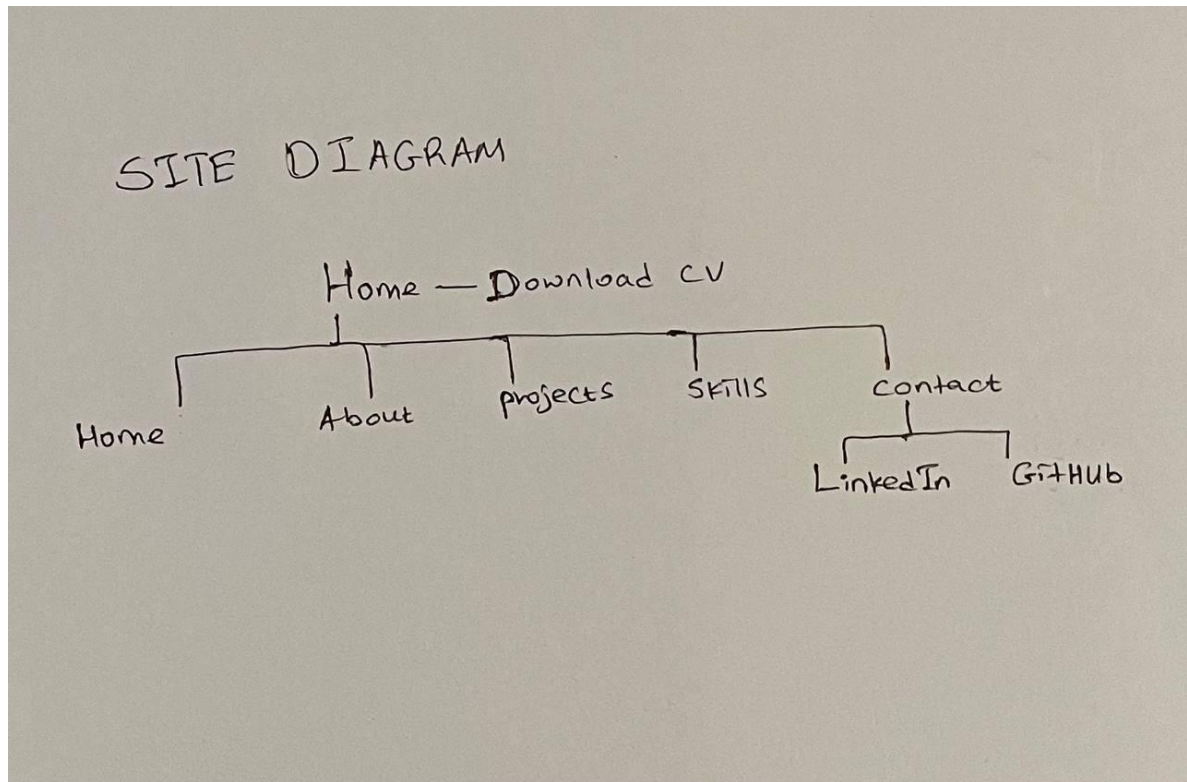 SITE DIAGRAM
Home — Download CV
Home About projects Skills contact
LinkedIn GitHub